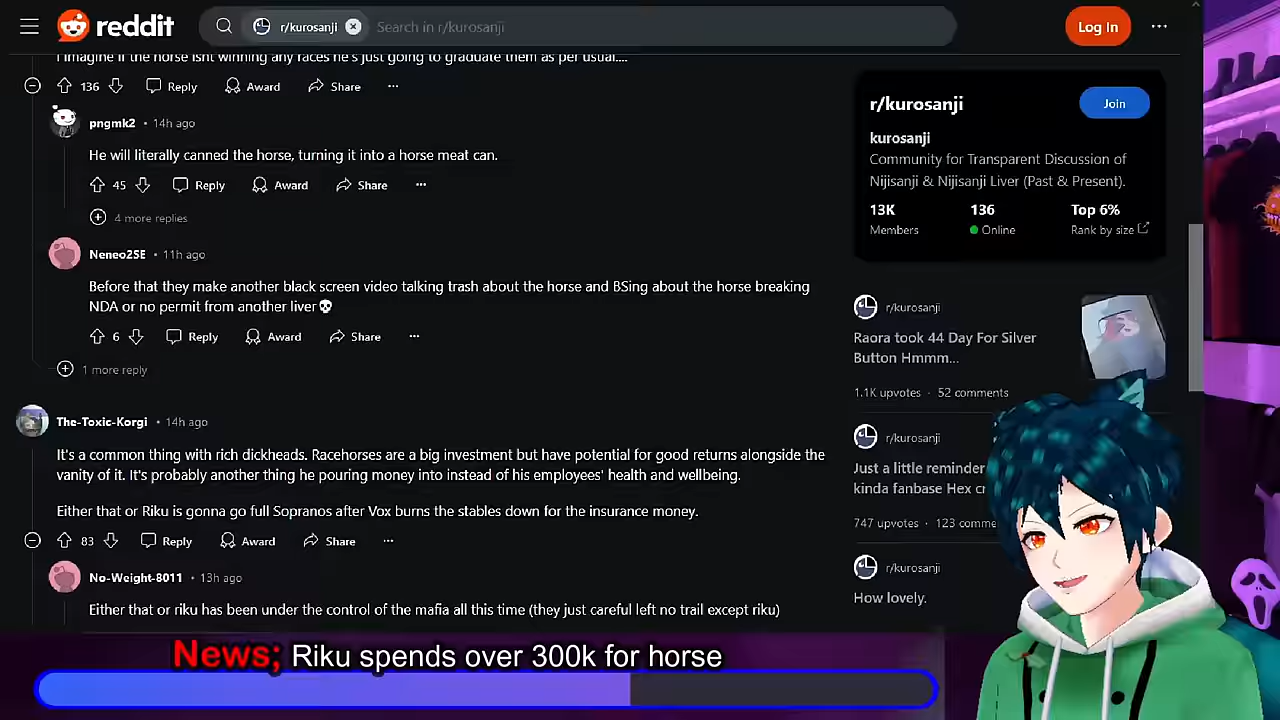 reddit
r/kurosanji
Search in r/kurosanji
Log In
I imagine if the horse isnt winning any races he's just going to graduate them as per usual....
136 Reply Award Share
pngmk2 • 14h ago
He will literally canned the horse, turning it into a horse meat can.
45 Reply Award Share
4 more replies
Neneo2SE • 11h ago
Before that they make another black screen video talking trash about the horse and BSing about the horse breaking
NDA or no permit from another liver💀
6 Reply Award Share
1 more reply
The-Toxic-Korgi • 14h ago
It's a common thing with rich dickheads. Racehorses are a big investment but have potential for good returns alongside the
vanity of it. It's probably another thing he pouring money into instead of his employees' health and wellbeing.
Either that or Riku is gonna go full Sopranos after Vox burns the stables down for the insurance money.
83 Reply Award Share
No-Weight-8011 • 13h ago
Either that or riku has been under the control of the mafia all this time (they just careful left no trail except riku)
r/kurosanji
Join
kurosanji
Community for Transparent Discussion of
Nijisanji & Nijisanji Liver (Past & Present).
13K 136 Top 6%
Members Online Rank by size
r/kurosanji
Raora took 44 Day For Silver
Button Hmmm...
1.1K upvotes · 52 comments
r/kurosanji
Just a little reminder
kinda fanbase Hex
747 upvotes · 123
r/kurosanji
How lovely.
News; Riku spends over 300k for horse